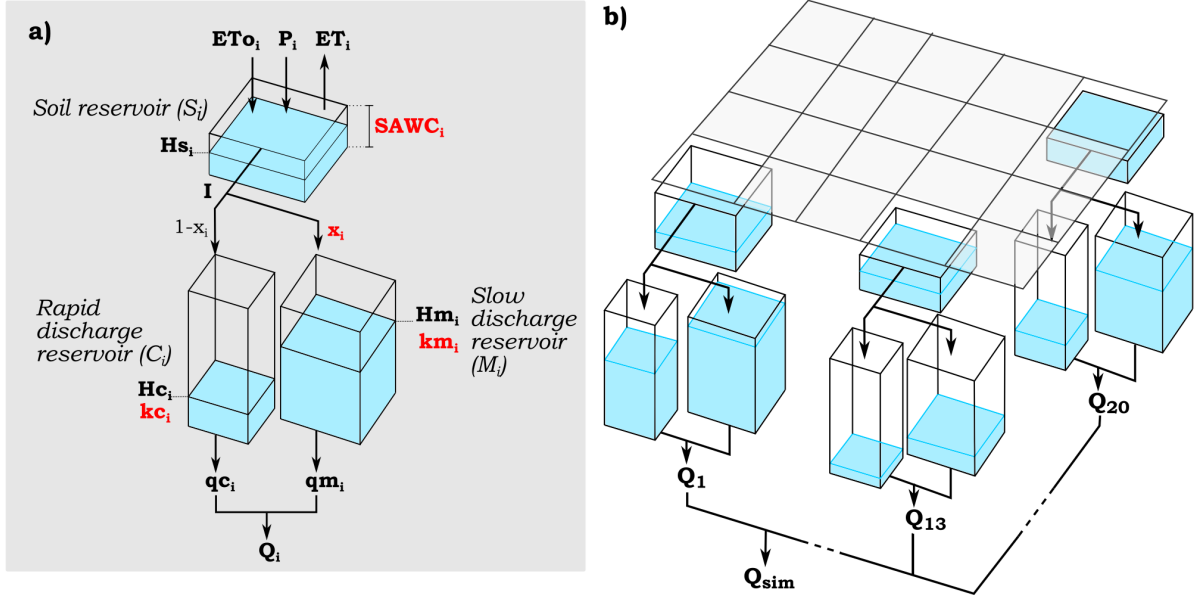 a)
ETo_i P_i ET_i
Soil reservoir (S_i)
SAWC_i
Hs_i
I
1-x_i
x_i
Rapid
discharge
reservoir (C_i)
Hm_i
km_i
Slow
discharge
reservoir
(M_i)
Hc_i
kc_i
qc_i qm_i
Q_i
b)
Q_20
Q_1
Q_13
Q_sim